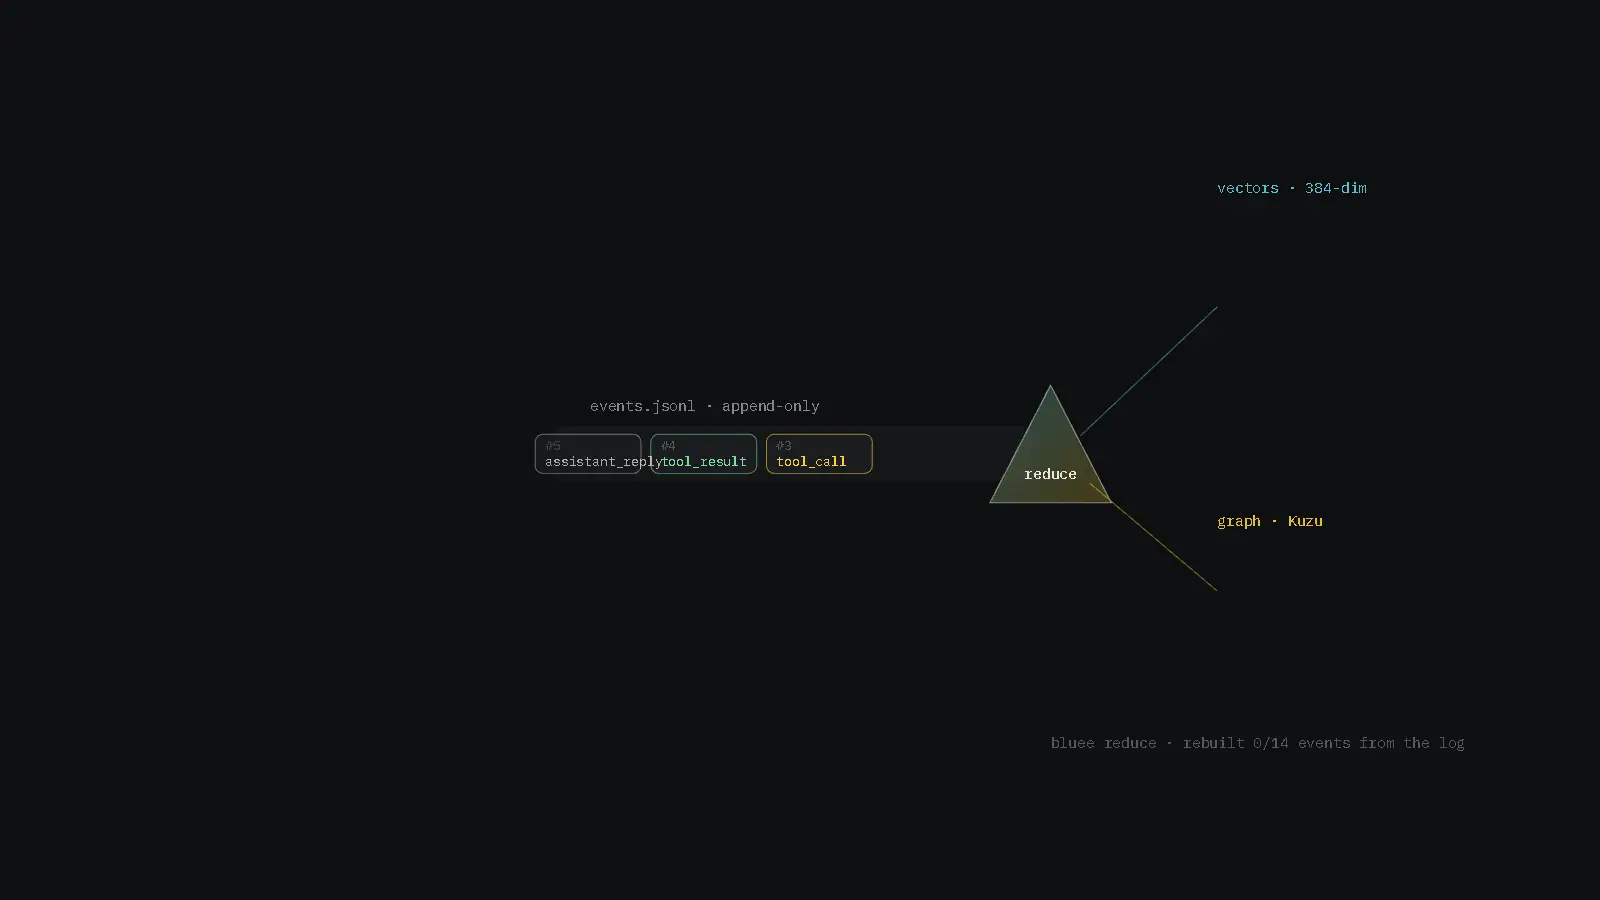 vectors · 384-dim
events.jsonl · append-only
#5
assistant_reply
#4
tool_result
#3
tool_call
reduce
graph · Kuzu
bluee reduce · rebuilt 0/14 events from the log